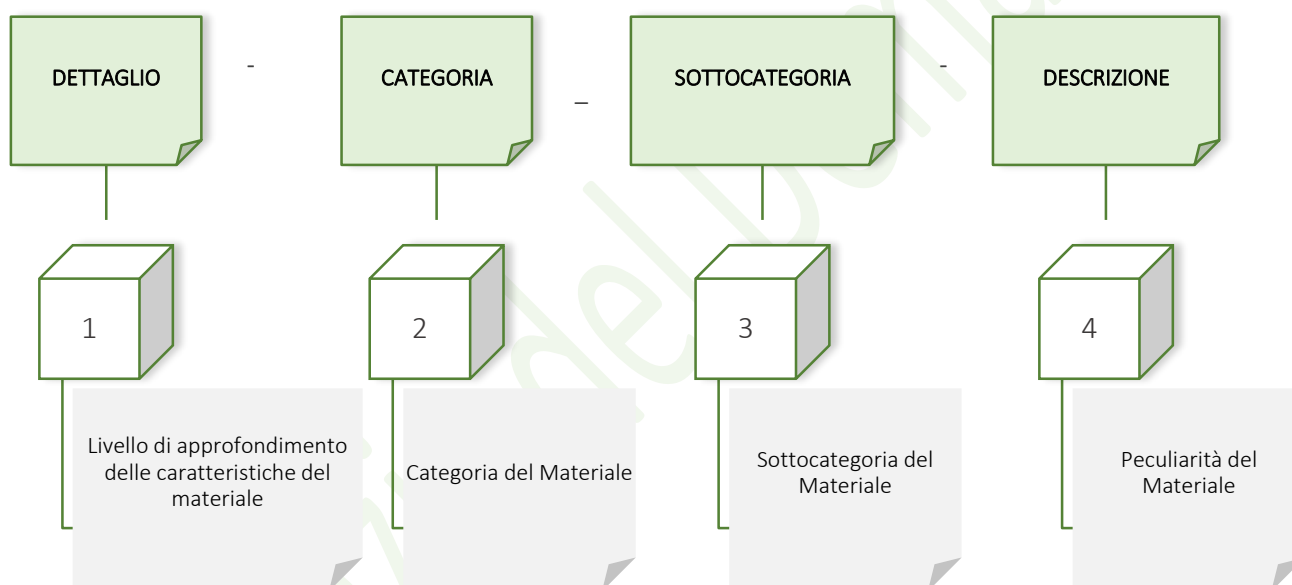 DETTAGLIO - CATEGORIA – SOTTOCATEGORIA - DESCRIZIONE
1 2 3 4
Livello di approfondimento
delle caratteristiche del
materiale
Categoria del Materiale
Sottocategoria del
Materiale
Peculiarità del
Materiale
del